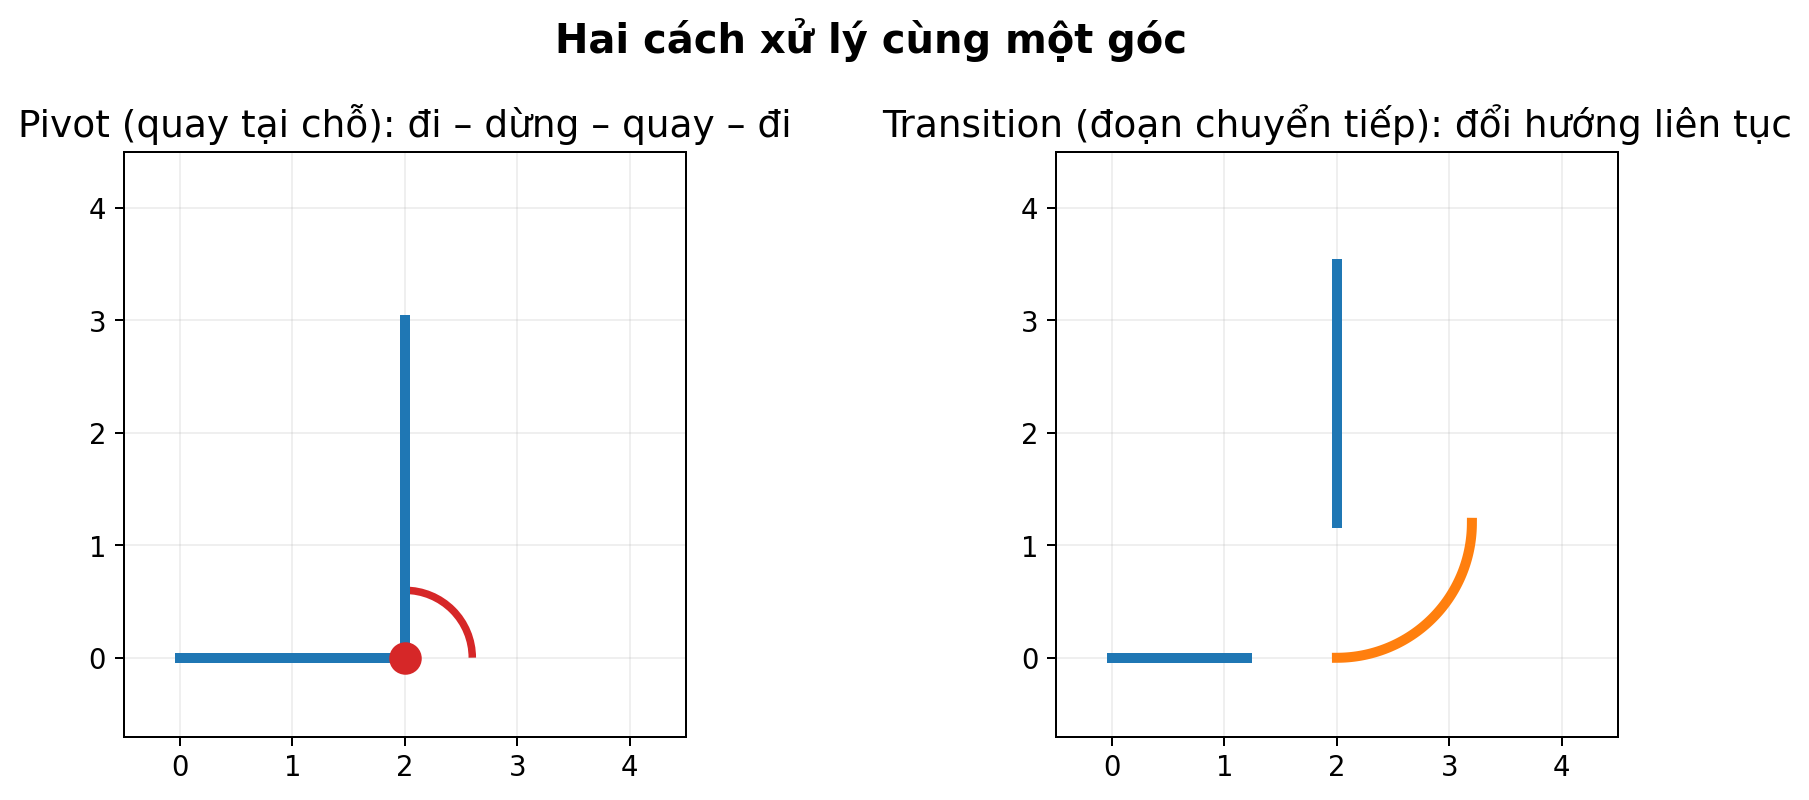 Hai cách xử lý cùng một góc
Pivot (quay tại chỗ): đi – dừng – quay – đi
4
3
2
1
0
0 1 2 3 4
Transition (đoạn chuyển tiếp): đổi hướng liên tục
4
3
2
1
0
0 1 2 3 4